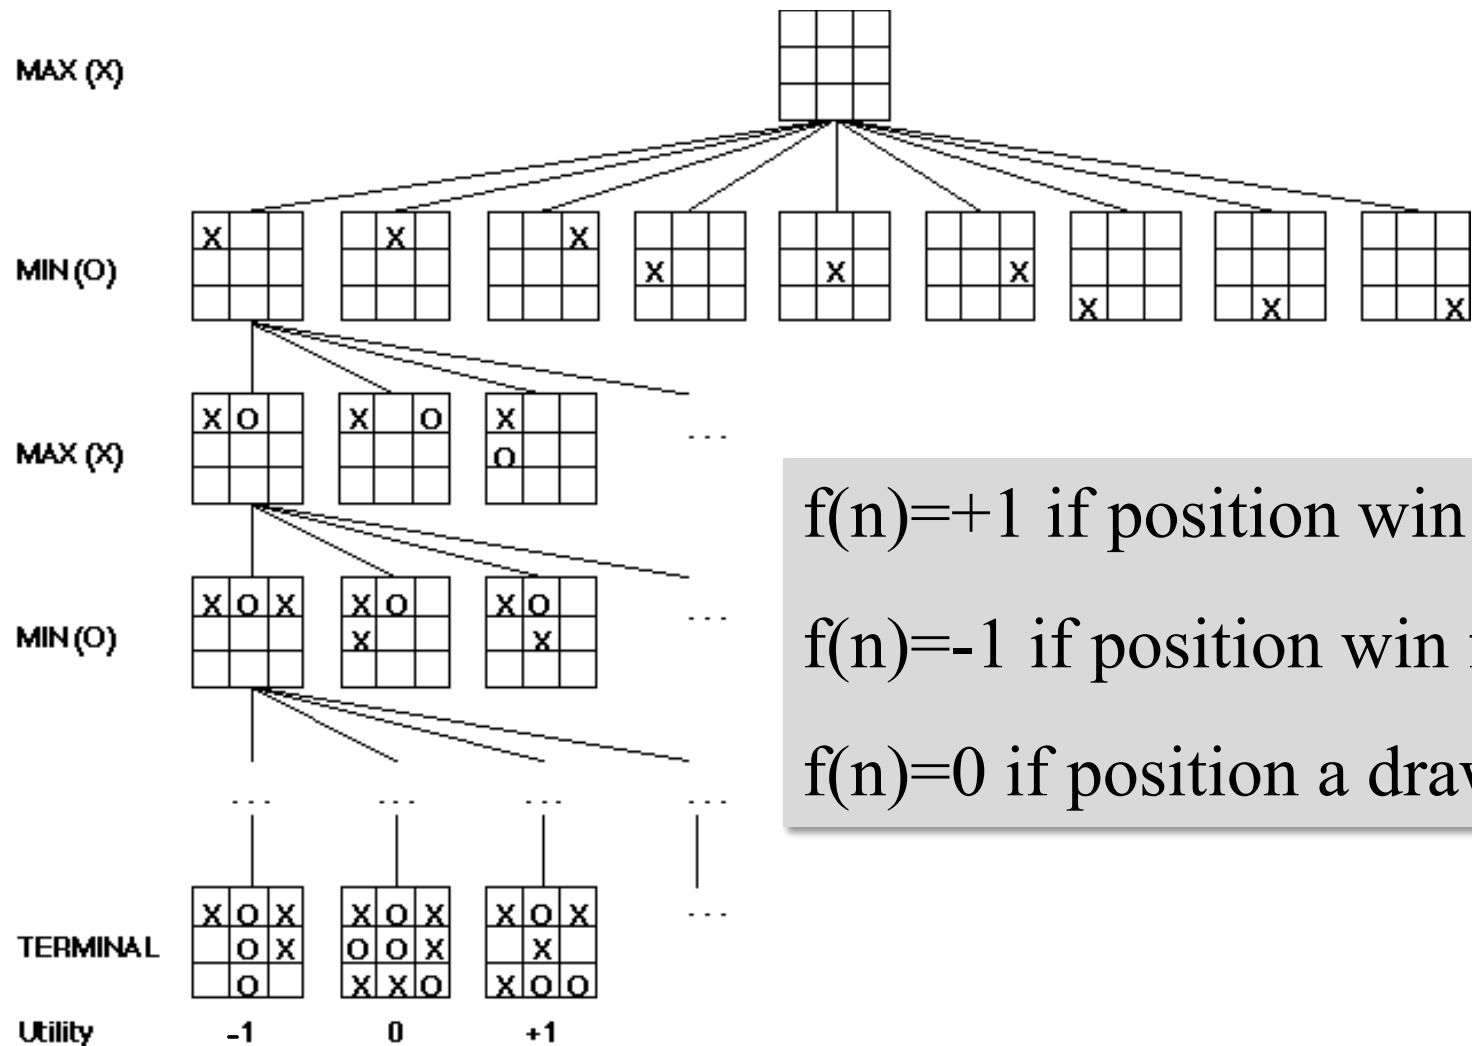 MAX (X)
X X X X X X X X X
MIN (O)
X O X O X
MAX (X)
O
. . .
f(n)=+1 if position win
X O X X O X O
MIN (O)
X X
. . .
f(n)=-1 if position win
f(n)=0 if position a draw
. . . . . . . . . . . .
X O X X O X X O X
. . .
TERMINAL
O X O O X X
O X X O X O O
Utility -1 0 +1